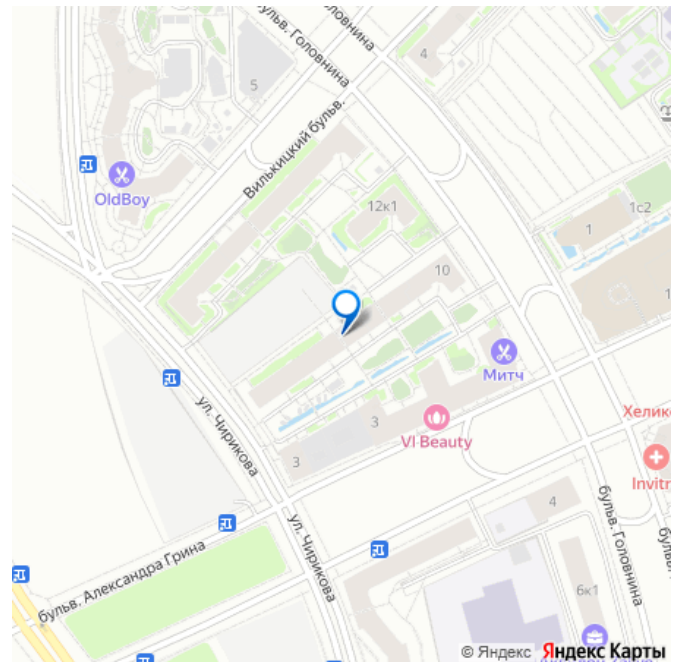 бульв. Головнина
Головнина
4
5
Вилькицкий бульв.
OldBoy
12к1
1с2
1
10
1
ул. Чирикова
Митч
3
VI Beauty
3
Хелик
Invitr
ул. Чирикова
4
бульв. Головнина
бульв.
бульв. Александра Грина
6к1
© Яндекс Яндекс Карты